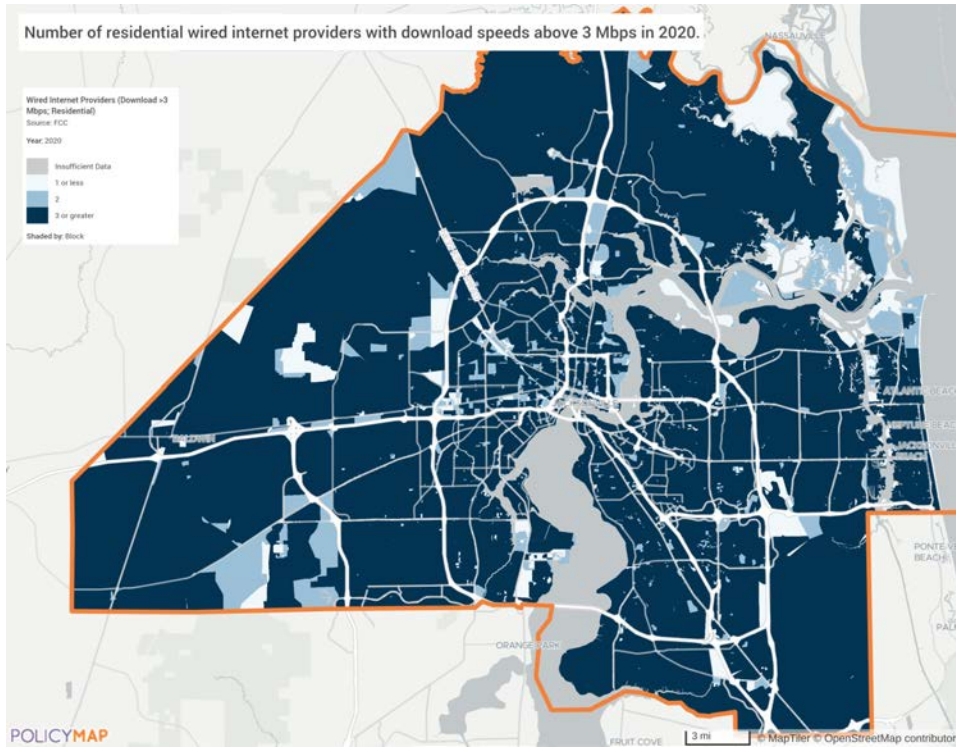 Number of residential wired internet providers with download speeds above 3 Mbps in 2020.
NASSAUVILLE
Wired Internet Providers (Download >3
Mbps; Residential)
Source: FCC
Year: 2020
Insufficient Data
1 or less
2
3 or greater
Shaded by: Block
ATLANTIC BEACH
NEPTUNE BEACH
BALDWIN
JACKSONVILLE
BEACH
PONTE
BEACH
ORANGE PARK
POLICYMAP
3 mi
© MapTiler © OpenStreetMap contributor
FRUIT COVE